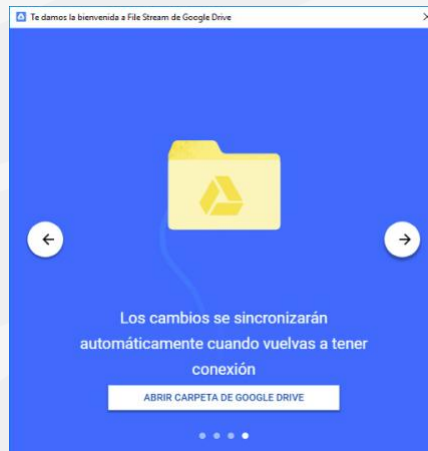 Te damos la bienvenida a File Stream de Google Drive
Los cambios se sincronizarán
automáticamente cuando vuelvas a tener
conexión
ABRIR CARPETA DE GOOGLE DRIVE